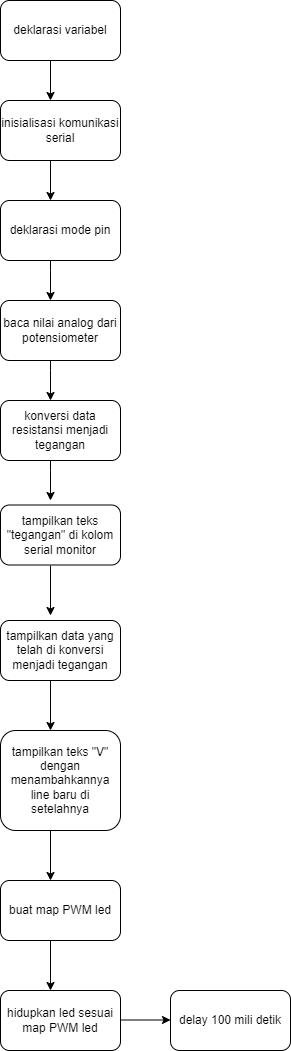 deklarasi variabel
inisialisasi komunikasi
serial
deklarasi mode pin
baca nilai analog dari
potensiometer
konversi data
resistansi menjadi
tegangan
tampilkan teks
"tegangan" di kolom
serial monitor
tampilkan data yang
telah di konversi
menjadi tegangan
tampilkan teks "V"
dengan
menambahkannya
line baru di
setelahnya
buat map PWM led
hidupkan led sesuai
map PWM led
delay 100 mili detik